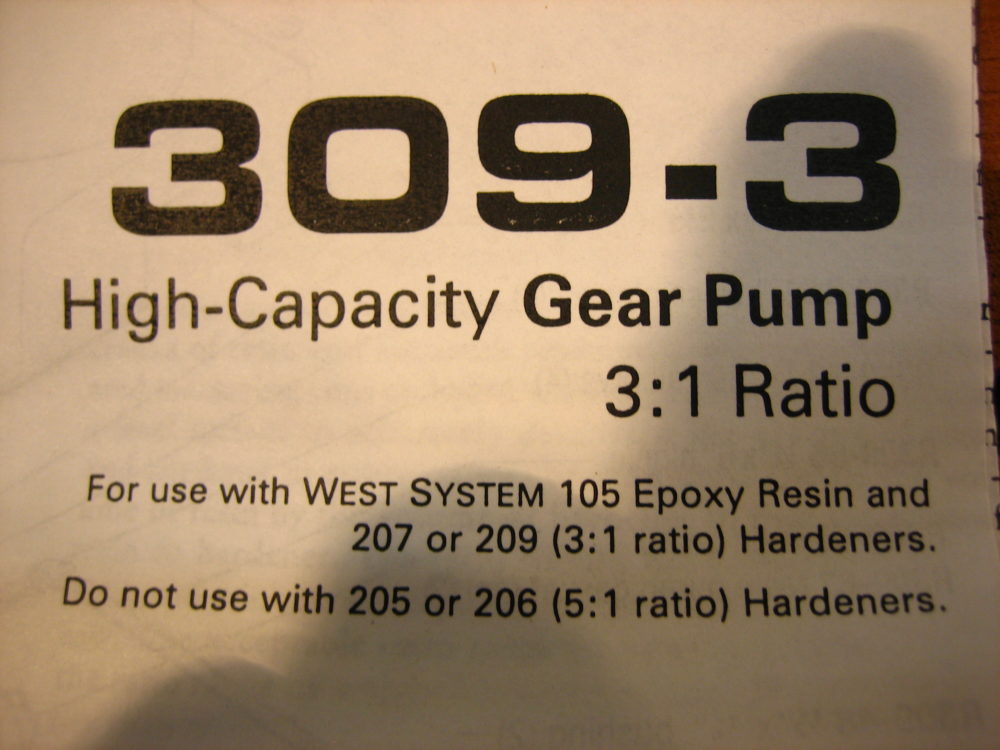 309-3
High-Capacity Gear Pump
3:1 Ratio
For use with WEST SYSTEM 105 Epoxy Resin and
207 or 209 (3:1 ratio) Hardeners.
Do not use with 205 or 206 (5:1 ratio) Hardeners.